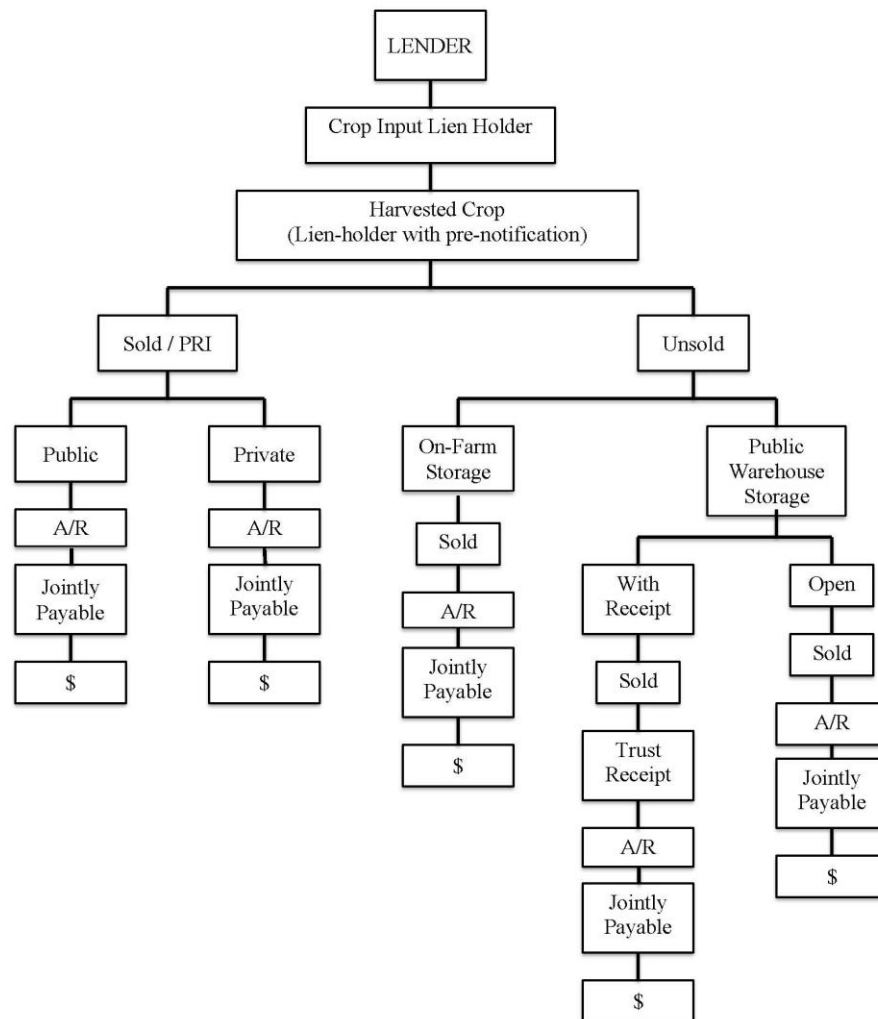 LENDER
Crop Input Lien Holder
Harvested Crop
(Lien-holder with pre-notification)
Sold / PRI
Unsold
Public
Private
On-Farm
Storage
Public
Warehouse
Storage
A/R
A/R
Sold
With
Receipt
Open
Jointly
Payable
Jointly
Payable
A/R
Sold
Sold
$
$
Jointly
Payable
Trust
Receipt
A/R
$
A/R
Jointly
Payable
Jointly
Payable
$
$